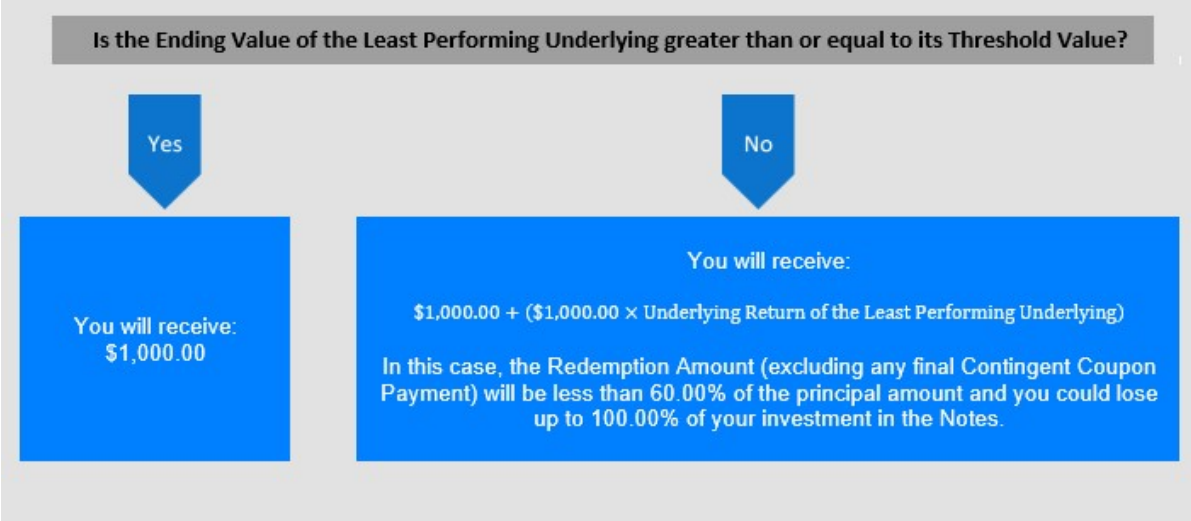 Is the Ending Value of the Least Performing Underlying greater than or equal to its Threshold Value?
Yes
No
You will receive:
$1,000.00
You will receive:
$1,000.00 + ($1,000.00 × Underlying Return of the Least Performing Underlying)
In this case, the Redemption Amount (excluding any final Contingent Coupon
Payment) will be less than 60.00% of the principal amount and you could lose
up to 100.00% of your investment in the Notes.